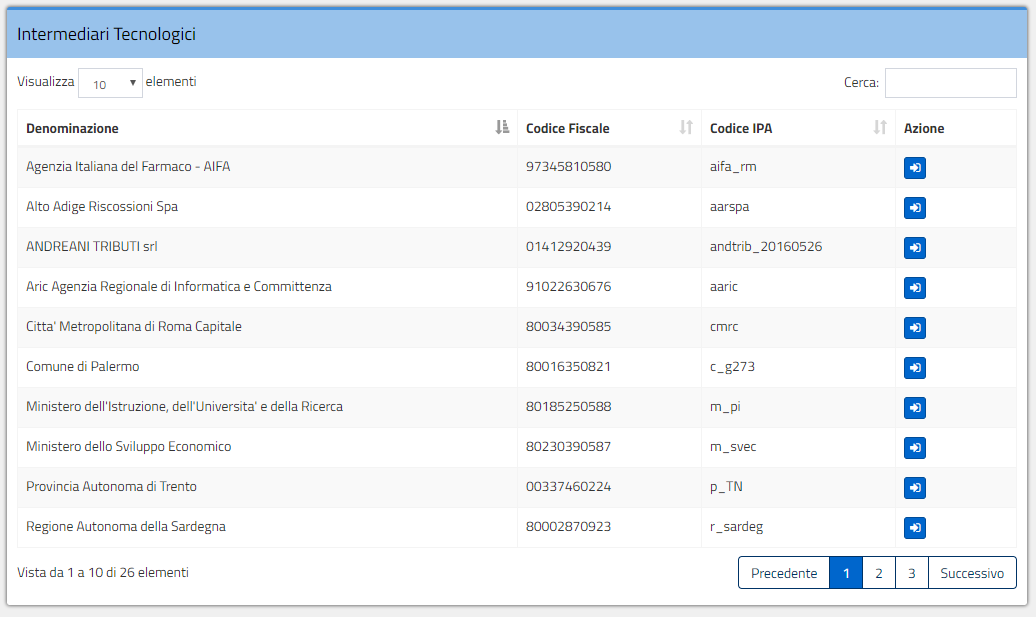 Intermediari Tecnologici
Visualizza 10 elementi Cerca:
Denominazione Codice Fiscale Codice IPA Azione
Agenzia Italiana del Farmaco - AIFA 97345810580 aifa_rm
Alto Adige Riscossioni Spa 02805390214 aarspa
ANDREANI TRIBUTI srl 01412920439 andtrib_20160526
Aric Agenzia Regionale di Informatica e Committenza 91022630676 aaric
Citta' Metropolitana di Roma Capitale 80034390585 cmrc
Comune di Palermo 80016350821 c_g273
Ministero dell'Istruzione, dell'Universita' e della Ricerca 80185250588 m_pi
Ministero dello Sviluppo Economico 80230390587 m_svec
Provincia Autonoma di Trento 00337460224 p_TN
Regione Autonoma della Sardegna 80002870923 r_sardeg
Vista da 1 a 10 di 26 elementi Precedente 1 2 3 Successivo